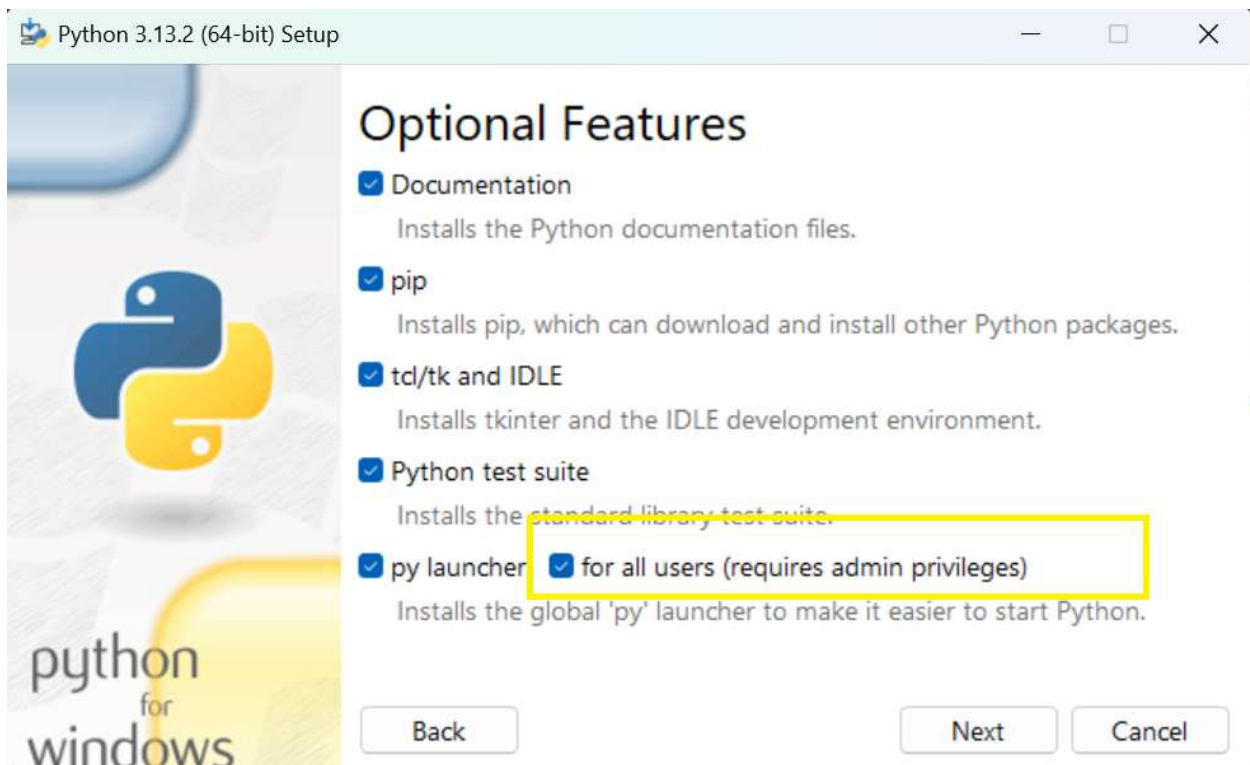 Python 3.13.2 (64-bit) Setup
Optional Features
Documentation
Installs the Python documentation files.
pip
Installs pip, which can download and install other Python packages.
tcl/tk and IDLE
Installs tkinter and the IDLE development environment.
Python test suite
Installs the standard library test suite.
py launcher for all users (requires admin privileges)
Installs the global 'py' launcher to make it easier to start Python.
python
for
windows
Back Next Cancel